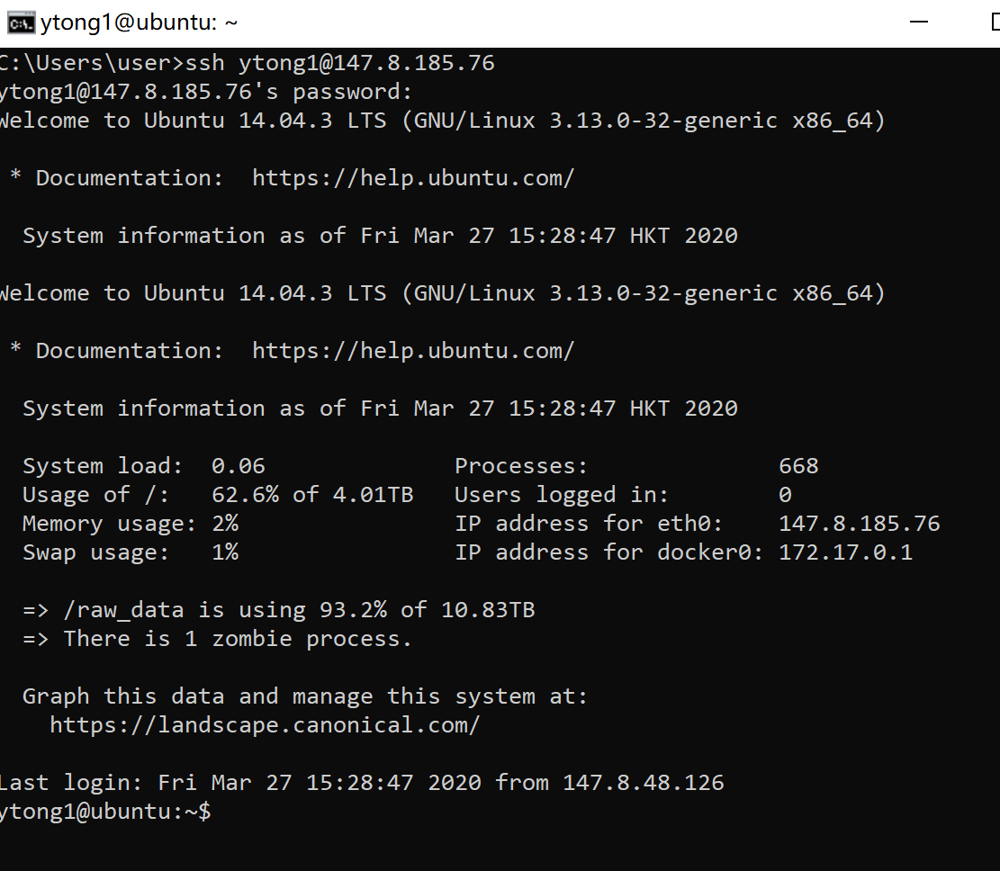 ytong1@ubuntu: ~
C:\Users\user>ssh ytong1@147.8.185.76
ytong1@147.8.185.76's password:
Welcome to Ubuntu 14.04.3 LTS (GNU/Linux 3.13.0-32-generic x86_64)
* Documentation:  https://help.ubuntu.com/
System information as of Fri Mar 27 15:28:47 HKT 2020
Welcome to Ubuntu 14.04.3 LTS (GNU/Linux 3.13.0-32-generic x86_64)
* Documentation:  https://help.ubuntu.com/
System information as of Fri Mar 27 15:28:47 HKT 2020
System load:  0.06                Processes:              668
Usage of /:   62.6% of 4.01TB   Users logged in:        0
Memory usage: 2%                IP address for eth0:    147.8.185.76
Swap usage:   1%                IP address for docker0: 172.17.0.1
=> /raw_data is using 93.2% of 10.83TB
=> There is 1 zombie process.
Graph this data and manage this system at:
https://landscape.canonical.com/
Last login: Fri Mar 27 15:28:47 2020 from 147.8.48.126
ytong1@ubuntu:~$